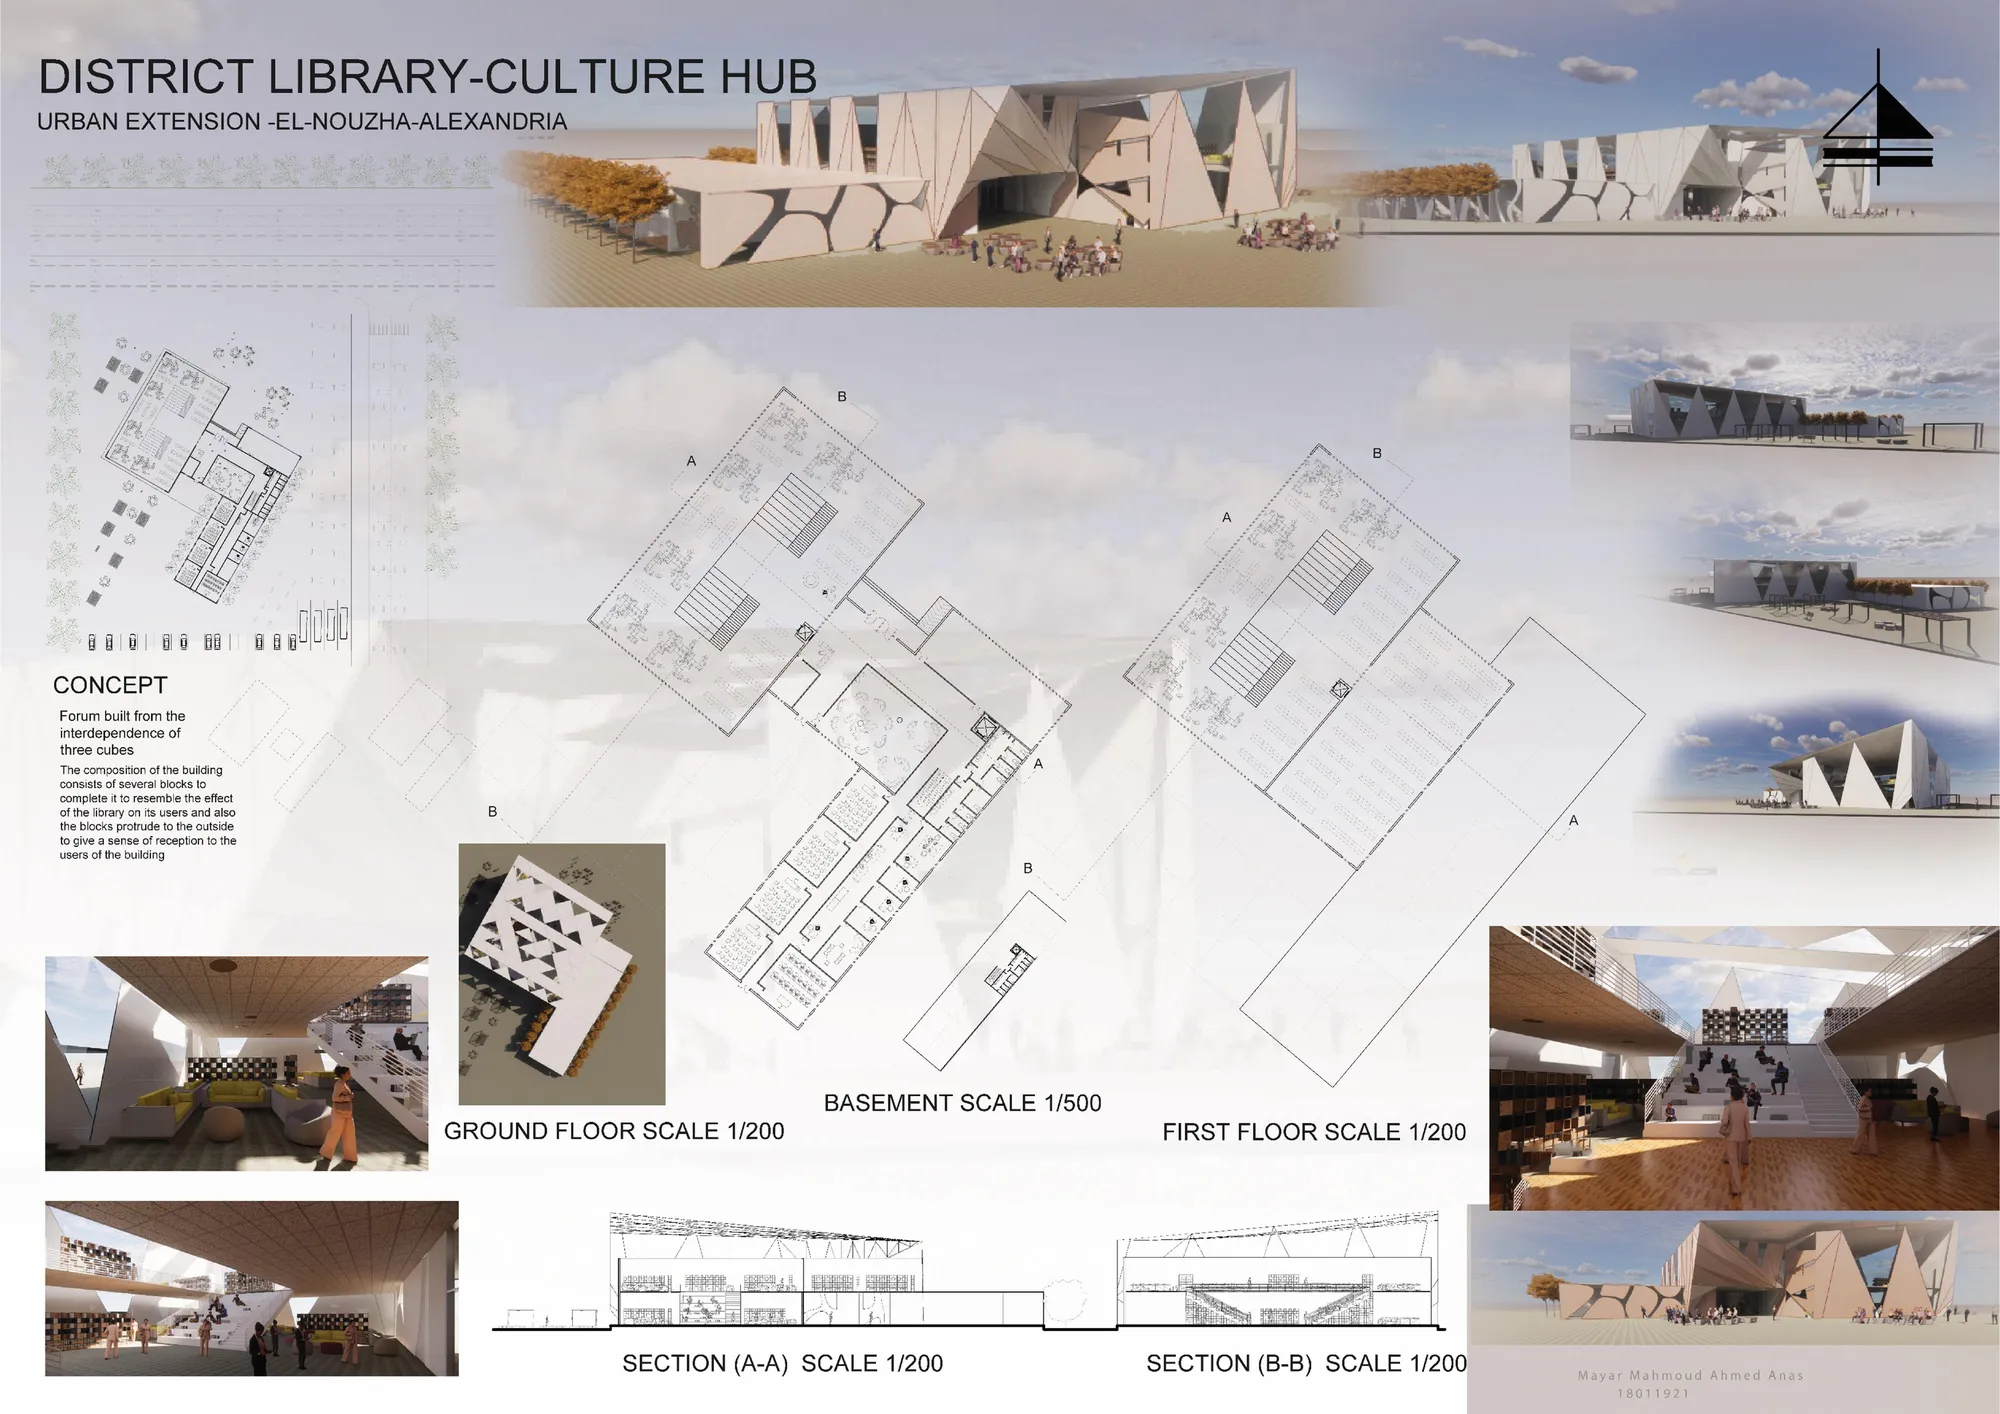 DISTRICT LIBRARY-CULTURE HUB
URBAN EXTENSION -EL-NOUZHA-ALEXANDRIA
B
A
B
A
CONCEPT
Forum built from the
interdependence of
three cubes
The composition of the building
consists of several blocks to
complete it to resemble the effect
of the library on its users and also
the blocks protrude to the outside
to give a sense of reception to the
users of the building
A
B
A
B
BASEMENT SCALE 1/500
GROUND FLOOR SCALE 1/200
FIRST FLOOR SCALE 1/200
SECTION (A-A) SCALE 1/200
SECTION (B-B) SCALE 1/200
Mayar Mahmoud Ahmed Anas
18011921